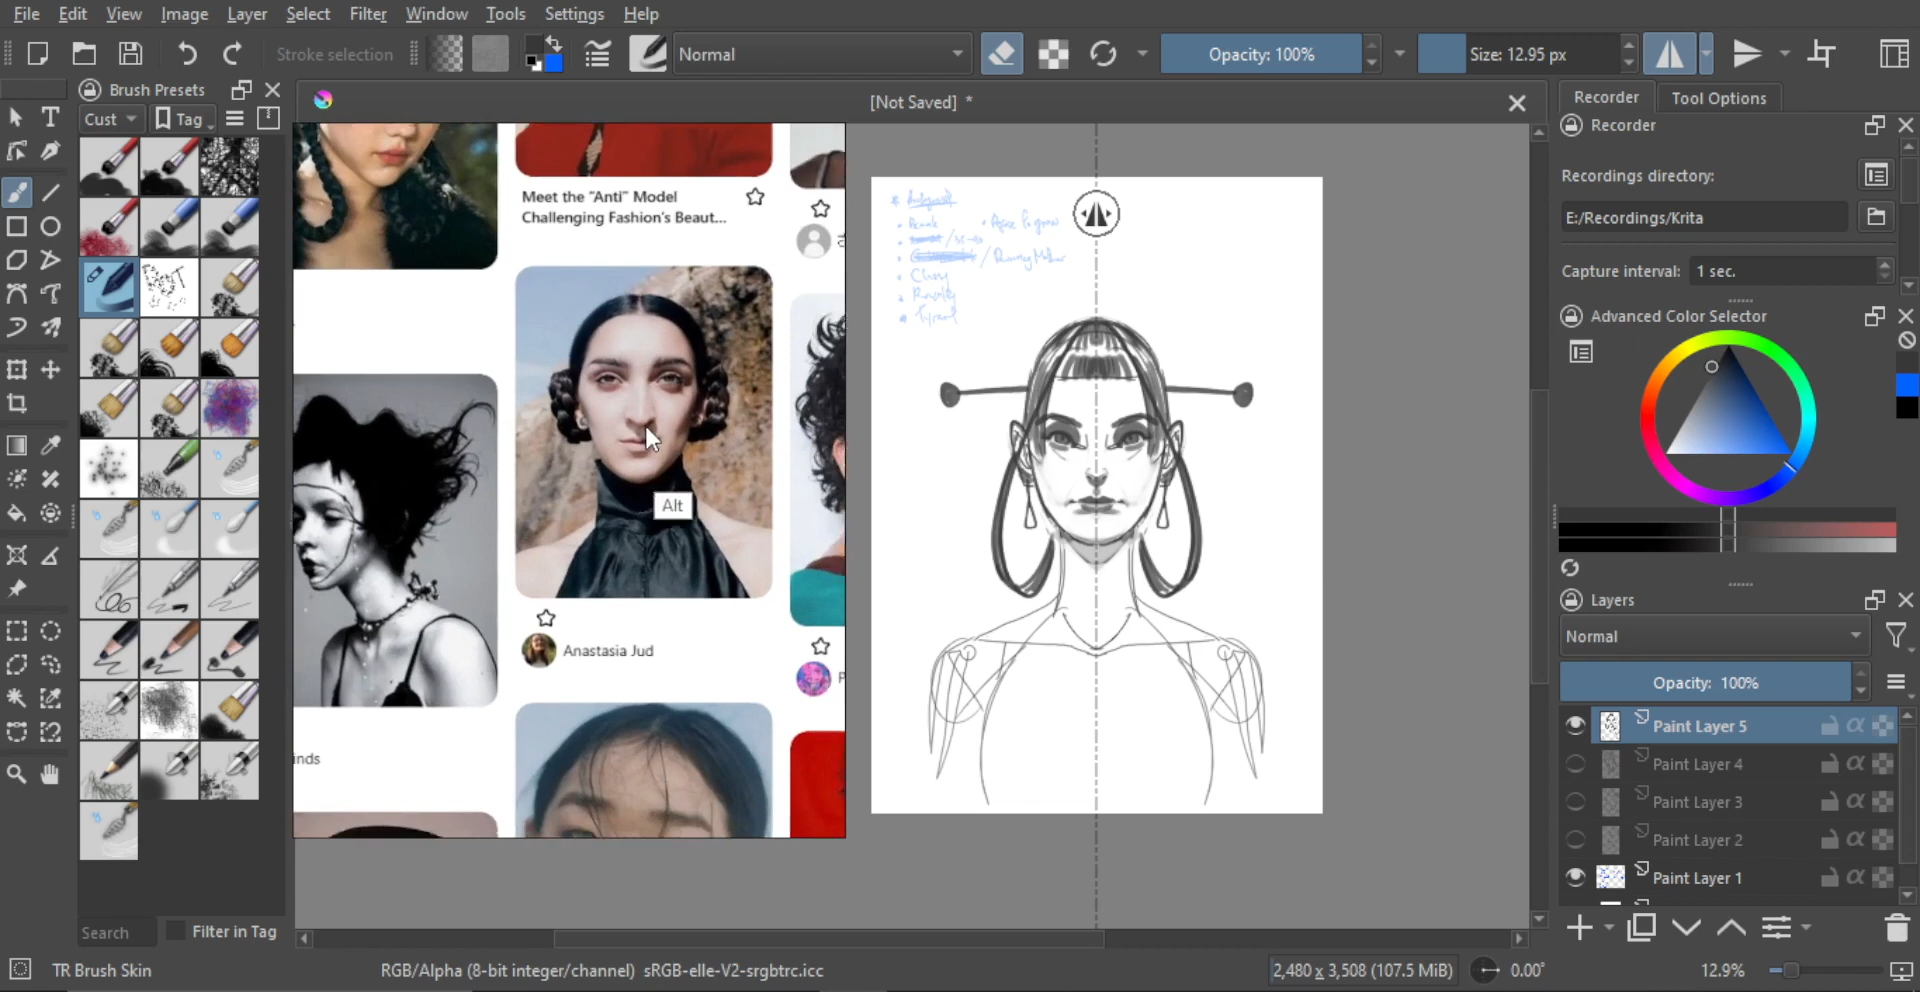 File Edit View Image Layer Select Filter Window Tools Settings Help
Stroke selection
Normal
Opacity: 100%
Size: 12.95 px
Brush Presets
Cust
Tag
[Not Saved] *
Recorder
Tool Options
Recorder
Recordings directory:
E:/Recordings/Krita
Capture interval: 1 sec.
Advanced Color Selector
Layers
Normal
Opacity: 100%
Paint Layer 5
Paint Layer 4
Paint Layer 3
Paint Layer 2
Paint Layer 1
Meet the "Anti" Model
Challenging Fashion's Beaut...
Alt
Anastasia Jud
inds
Search
Filter in Tag
TR Brush Skin
RGB/Alpha (8-bit integer/channel) sRGB-elle-V2-srgbtrc.icc
2,480 x 3,508 (107.5 MiB)
0.00°
12.9%